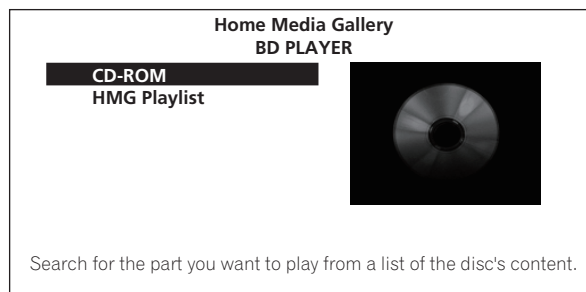 Home Media Gallery
BD PLAYER
CD-ROM
HMG Playlist
Search for the part you want to play from a list of the disc's content.